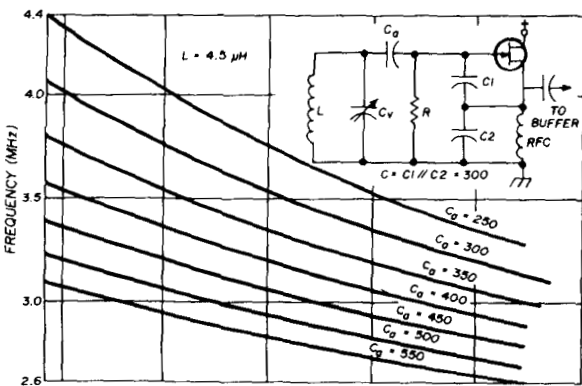 4.4
4.0
3.5
3.0
2.6
FREQUENCY (MHz)
L = 4.5 µH
Ca
L
Cv
R
C1
C2
+
TO
BUFFER
RFC
C = C1 // C2 = 300
Ca = 250
Ca = 300
Ca = 350
Ca = 400
Ca = 450
Ca = 500
Ca = 550